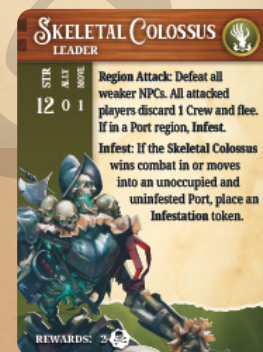 SKELETAL COLOSSUS
LEADER
STR ALLY MOVE
12 0 1
Region Attack: Defeat all
weaker NPCs. All attacked
players discard 1 Crew and flee.
If in a Port region, Infest.
Infest: If the Skeletal Colossus
wins combat in or moves
into an unoccupied and
uninfested Port, place an
Infestation token.
REWARDS: 2